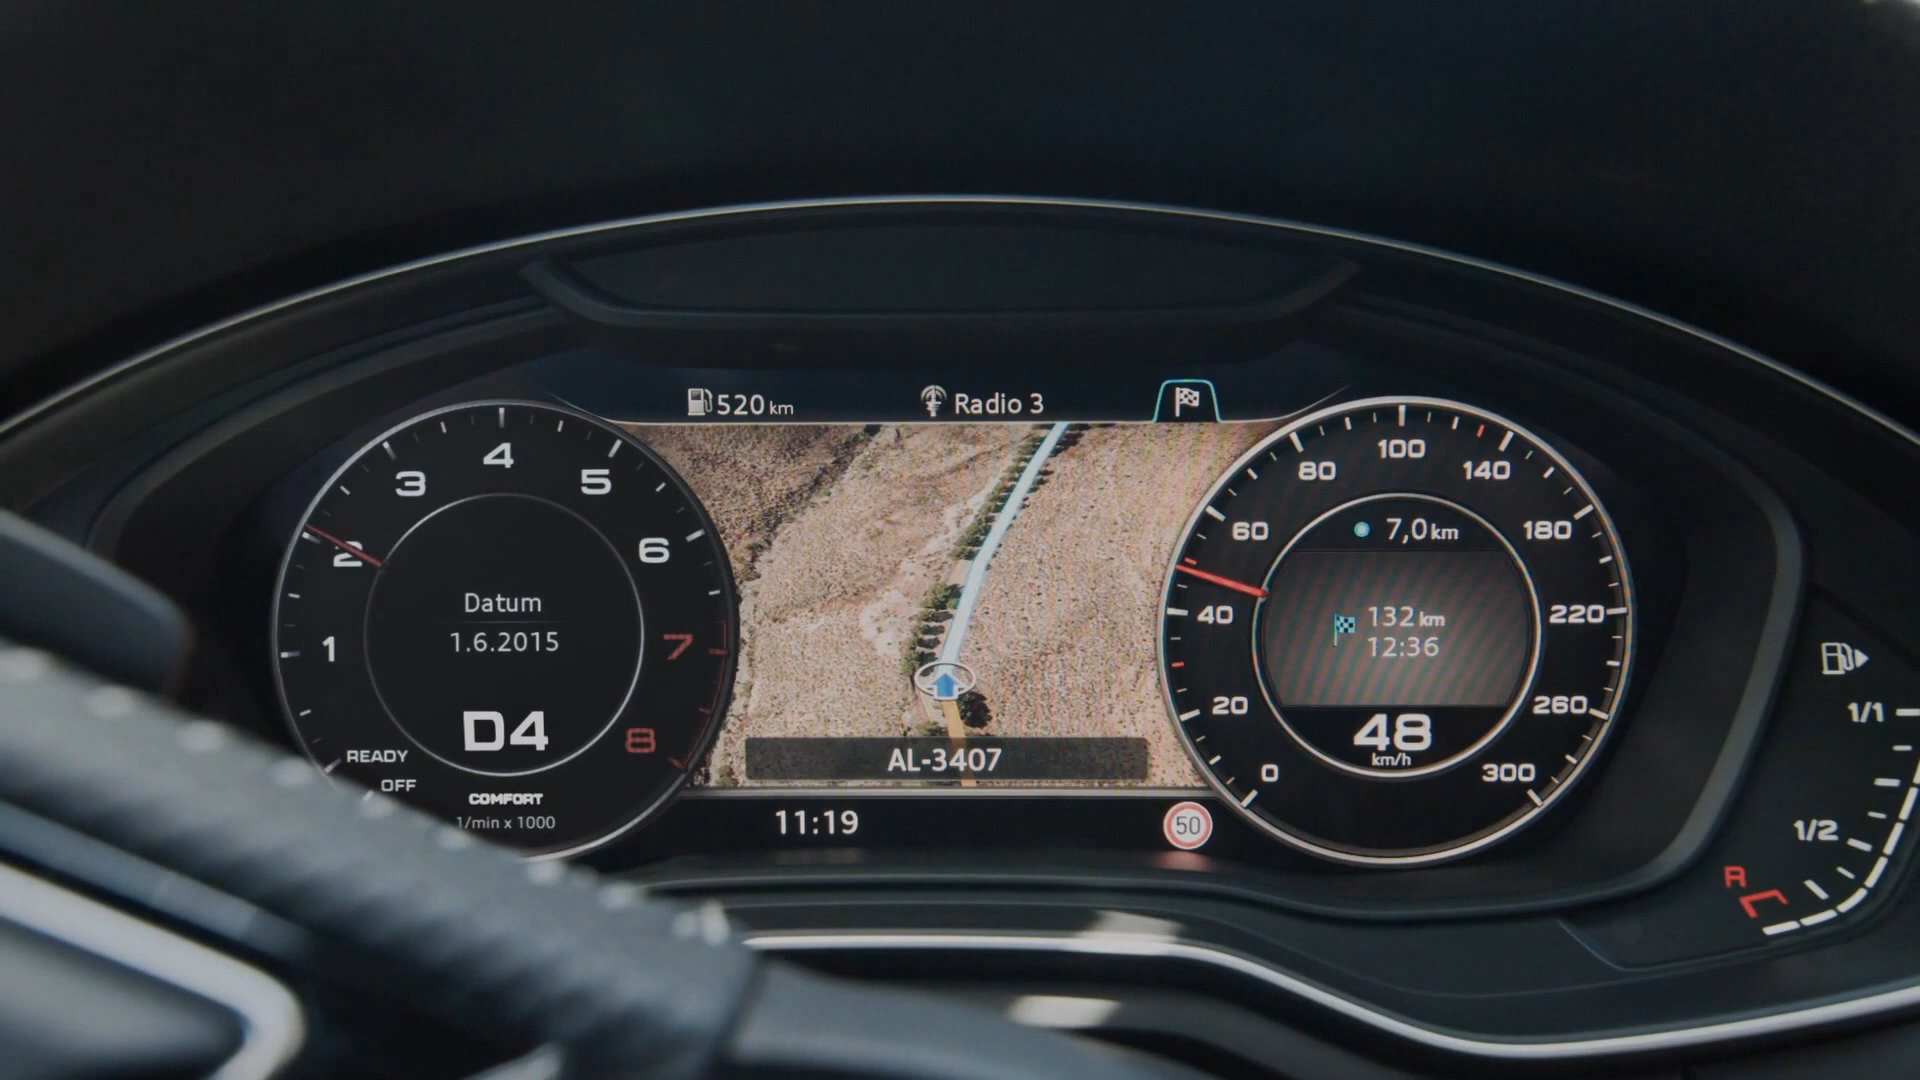 520 km
Radio 3
1
2
3
4
5
6
7
8
Datum
1.6.2015
D4
READY
OFF
COMFORT
1/min x 1000
AL-3407
11:19
50
0
20
40
60
80
100
140
180
220
260
300
7,0 km
132 km
12:36
48
km/h
1/1
1/2
R